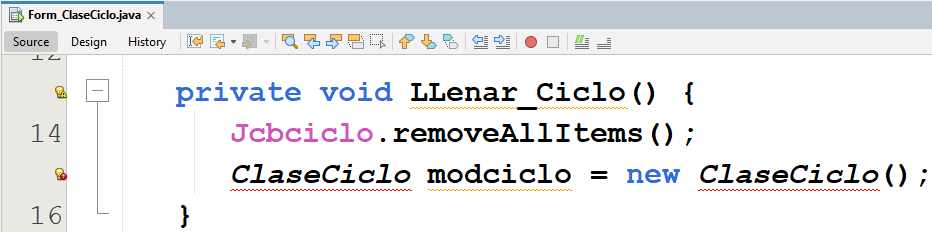 Form_ClaseCiclo.java
Source Design History
private void LLenar_Ciclo() {
14 Jcbciclo.removeAllItems();
ClaseCiclo modciclo = new ClaseCiclo();
16 }